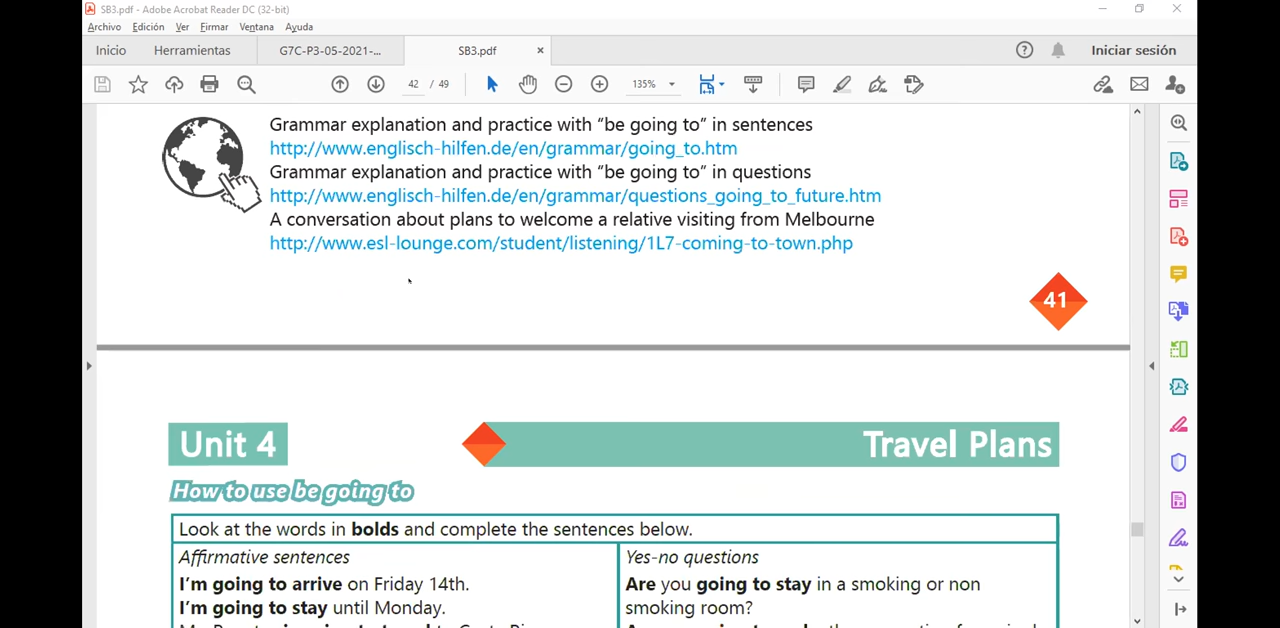 SB3.pdf - Adobe Acrobat Reader DC (32-bit)
Archivo Edición Ver Firmar Ventana Ayuda
Inicio Herramientas G7C-P3-05-2021-... SB3.pdf × Iniciar sesión
42 / 49 135%
Grammar explanation and practice with “be going to” in sentences
http://www.englisch-hilfen.de/en/grammar/going_to.htm
Grammar explanation and practice with “be going to” in questions
http://www.englisch-hilfen.de/en/grammar/questions_going_to_future.htm
A conversation about plans to welcome a relative visiting from Melbourne
http://www.esl-lounge.com/student/listening/1L7-coming-to-town.php
41
Unit 4 Travel Plans
How to use be going to
Look at the words in bolds and complete the sentences below.
Affirmative sentences
I'm going to arrive on Friday 14th.
I'm going to stay until Monday.
Yes-no questions
Are you going to stay in a smoking or non
smoking room?